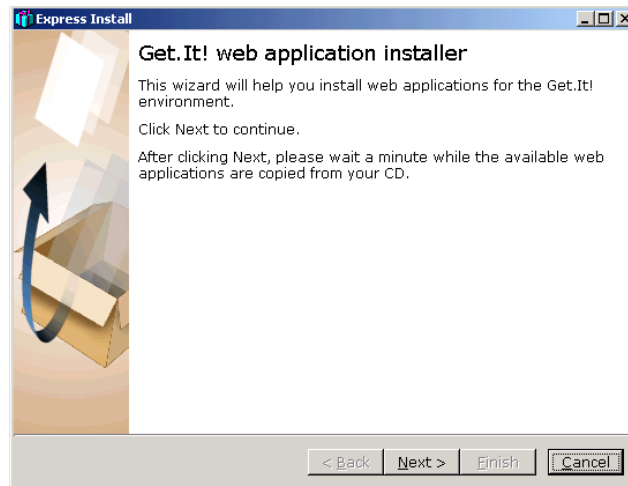 Express Install
Get.It! web application installer
This wizard will help you install web applications for the Get.It!
environment.
Click Next to continue.
After clicking Next, please wait a minute while the available web
applications are copied from your CD.
< Back Next > Finish Cancel